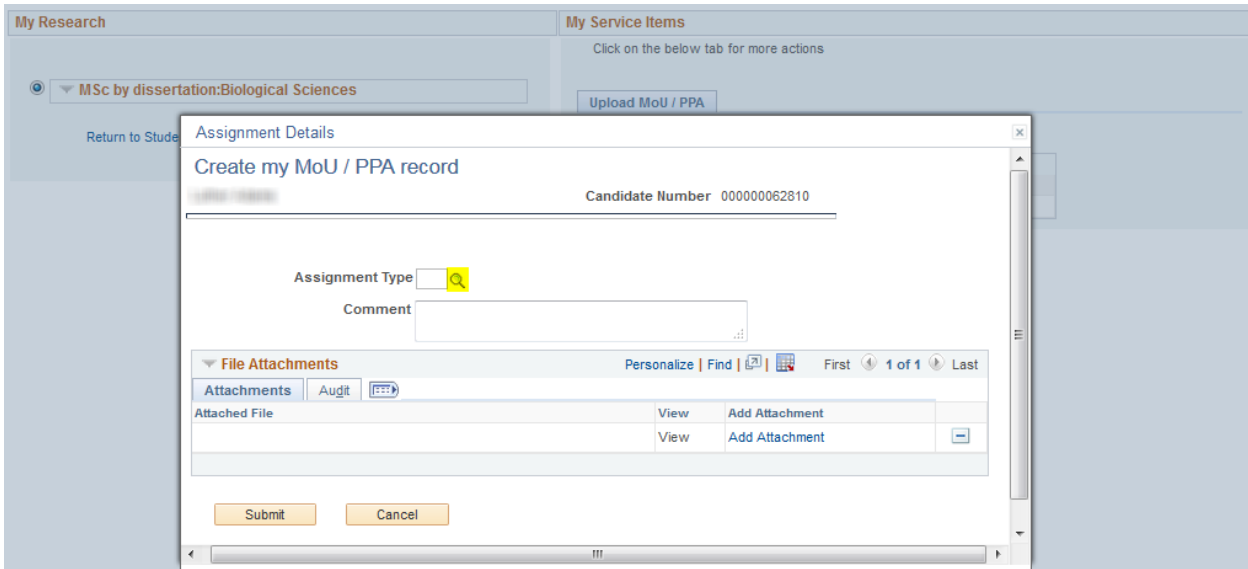 My Research
My Service Items
Click on the below tab for more actions
MSc by dissertation:Biological Sciences
Upload MoU / PPA
Return to Stude
Assignment Details
Create my MoU / PPA record
Candidate Number 000000062810
Assignment Type
Comment
File Attachments Personalize | Find | | First 1 of 1 Last
Attachments Audit
Attached File View Add Attachment
View Add Attachment
Submit Cancel